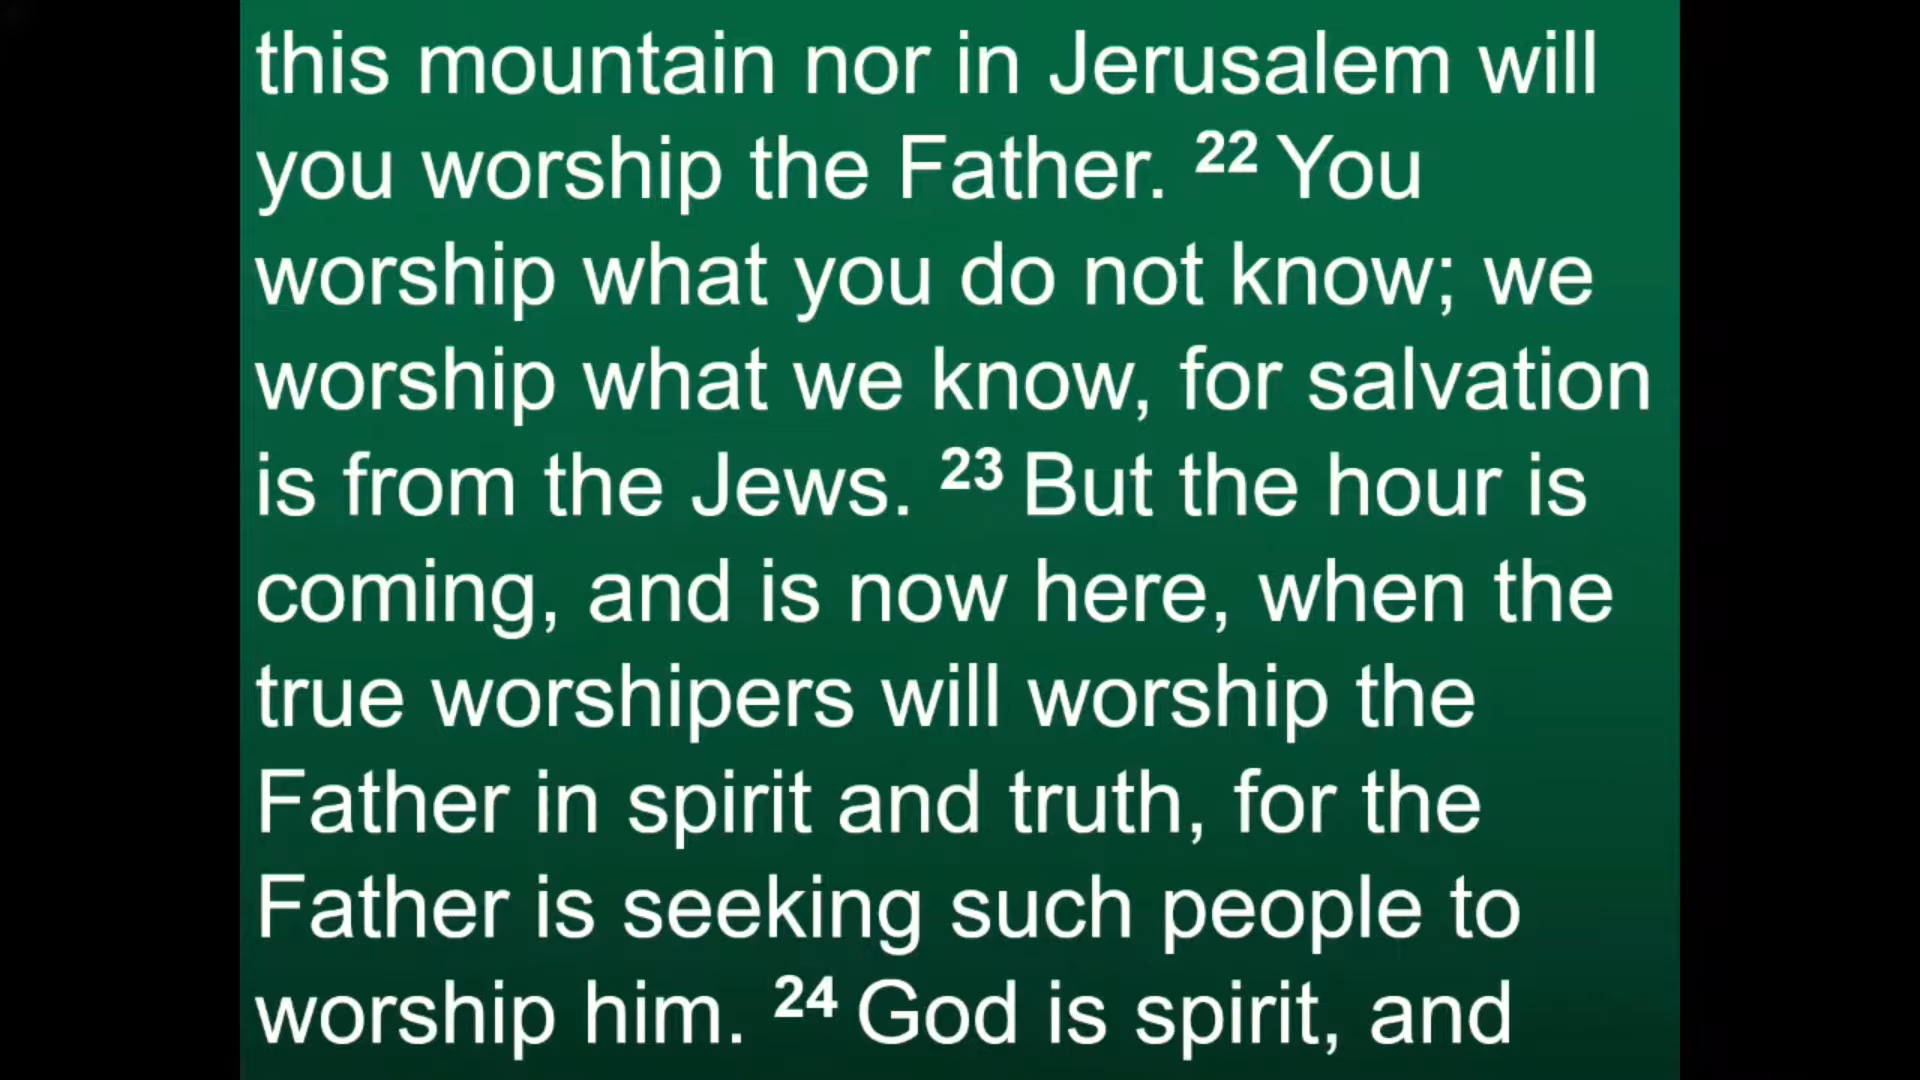 this mountain nor in Jerusalem will
you worship the Father. 22 You
worship what you do not know; we
worship what we know, for salvation
is from the Jews. 23 But the hour is
coming, and is now here, when the
true worshipers will worship the
Father in spirit and truth, for the
Father is seeking such people to
worship him. 24 God is spirit, and